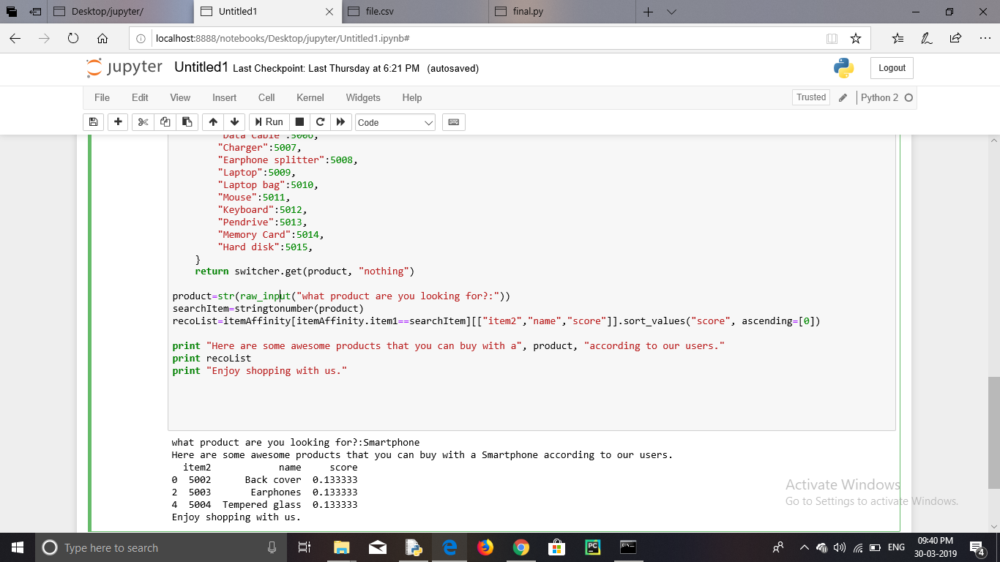 Desktop/jupyter/
Untitled1
file.csv
final.py
localhost:8888/notebooks/Desktop/jupyter/Untitled1.ipynb#
jupyter Untitled1 Last Checkpoint: Last Thursday at 6:21 PM (autosaved)
Logout
File Edit View Insert Cell Kernel Widgets Help
Trusted
Python 2
Run
Code
"Data Cable":5006,
"Charger":5007,
"Earphone splitter":5008,
"Laptop":5009,
"Laptop bag":5010,
"Mouse":5011,
"Keyboard":5012,
"Pendrive":5013,
"Memory Card":5014,
"Hard disk":5015,
}
return switcher.get(product, "nothing")
product=str(raw_input("what product are you looking for?:"))
searchItem=stringtonumber(product)
recoList=itemAffinity[itemAffinity.item1==searchItem][["item2","name","score"]].sort_values("score", ascending=[0])
print "Here are some awesome products that you can buy with a", product, "according to our users."
print recoList
print "Enjoy shopping with us."
what product are you looking for?:Smartphone
Here are some awesome products that you can buy with a Smartphone according to our users.
item2 name score
0 5002 Back cover 0.133333
2 5003 Earphones 0.133333
4 5004 Tempered glass 0.133333
Enjoy shopping with us.
Activate Windows
Go to Settings to activate Windows.
Type here to search
PC
ENG
09:40 PM
30-03-2019
4